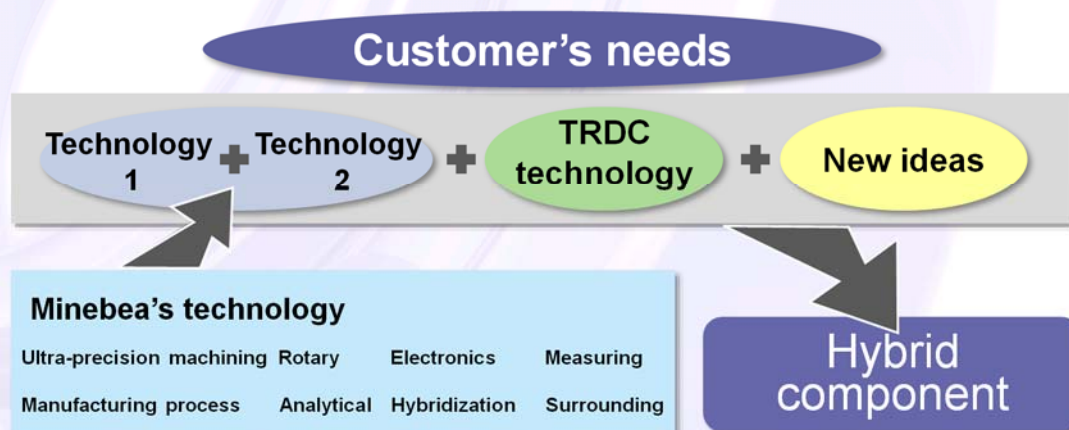 Customer's needs
Technology 1 + Technology 2 + TRDC technology + New ideas
Minebea's technology
Ultra-precision machining Rotary Electronics Measuring
Manufacturing process Analytical Hybridization Surrounding
Hybrid
component